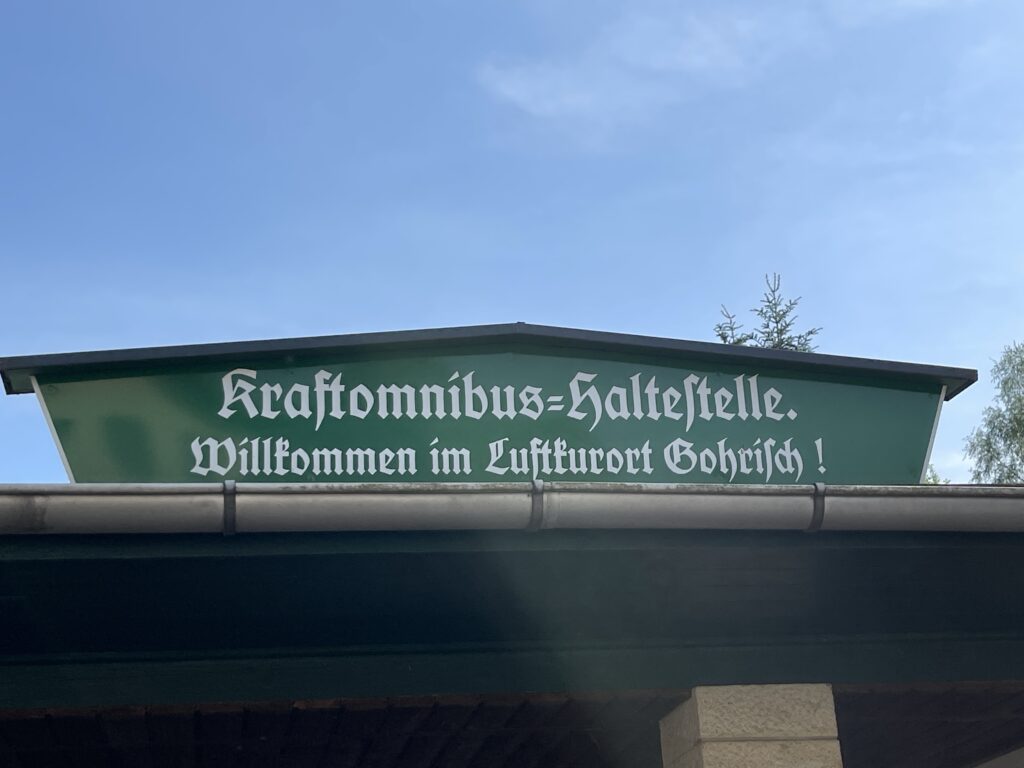 Kraftomnibus=Halteſtelle.
Willkommen im Luftkurort Gohriſch !